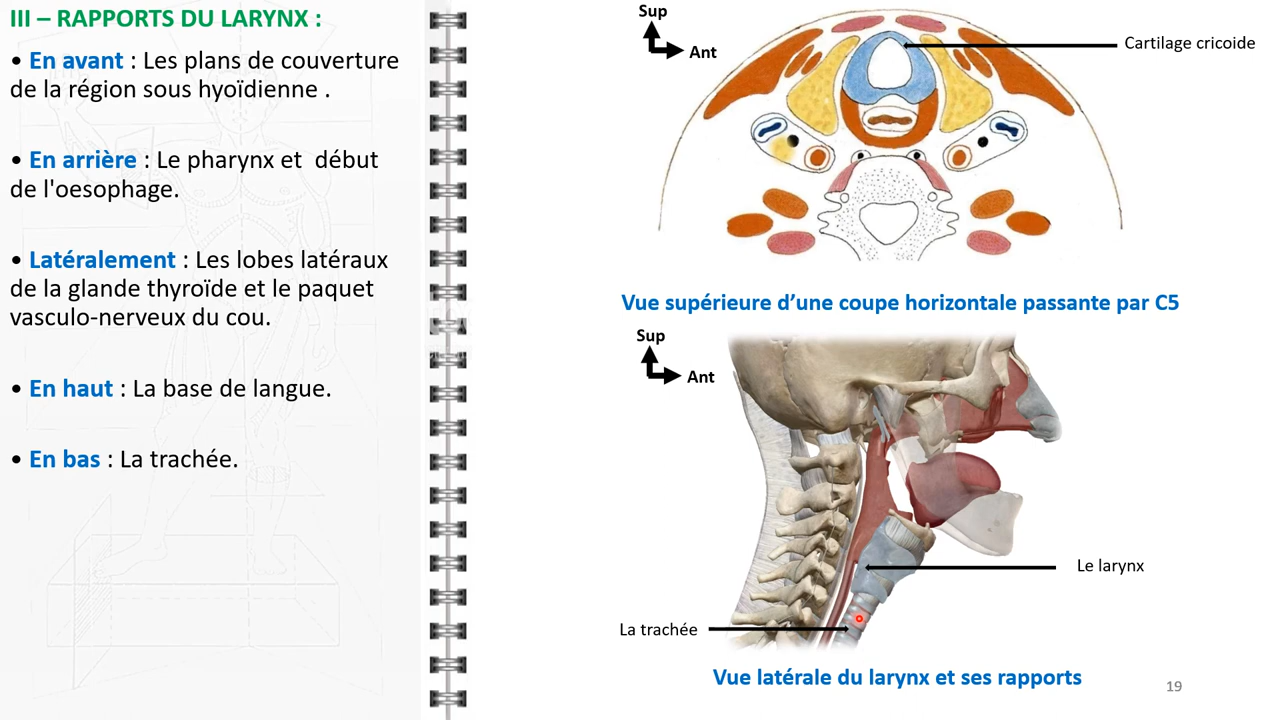 III – RAPPORTS DU LARYNX :
• En avant : Les plans de couverture
de la région sous hyoïdienne .
• En arrière : Le pharynx et  début
de l'oesophage.
• Latéralement : Les lobes latéraux
de la glande thyroïde et le paquet
vasculo-nerveux du cou.
• En haut : La base de langue.
• En bas : La trachée.
Sup
Ant
Cartilage cricoide
Vue supérieure d’une coupe horizontale passante par C5
Sup
Ant
Le larynx
La trachée
Vue latérale du larynx et ses rapports
19